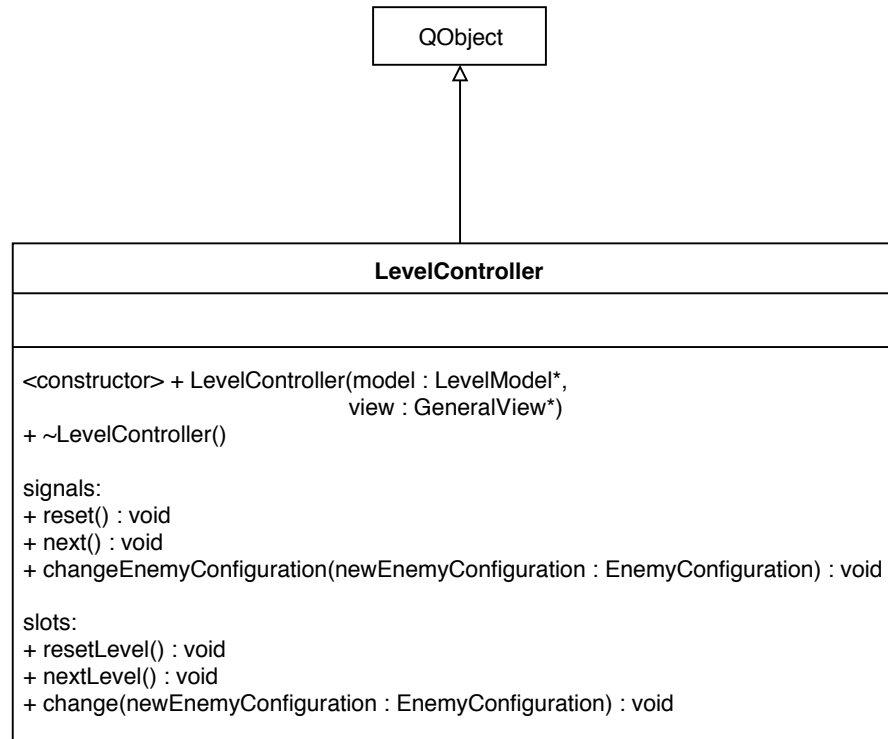 QObject
LevelController
<constructor> + LevelController(model : LevelModel*,
view : GeneralView*)
+ ~LevelController()
signals:
+ reset() : void
+ next() : void
+ changeEnemyConfiguration(newEnemyConfiguration : EnemyConfiguration) : void
slots:
+ resetLevel() : void
+ nextLevel() : void
+ change(newEnemyConfiguration : EnemyConfiguration) : void